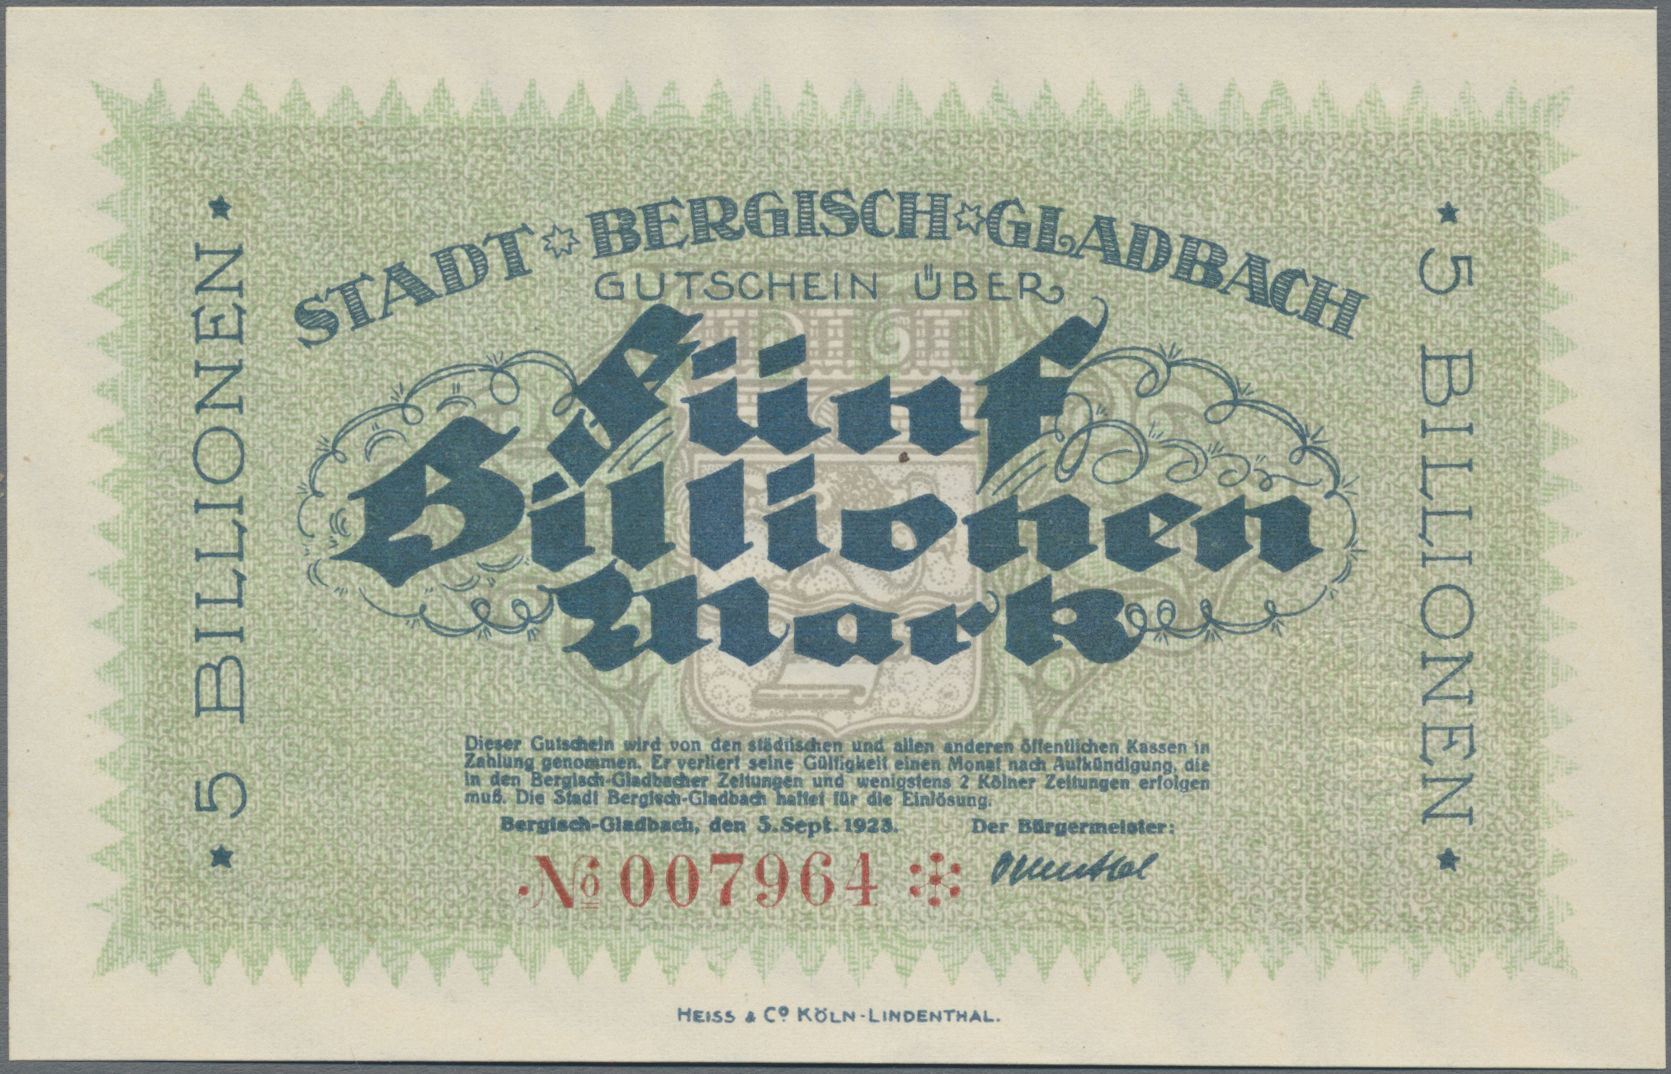 STADT BERGISCH GLADBACH
GUTSCHEIN ÜBER
Fünf
Billionen
Mark
5 BILLIONEN
5 BILLIONEN
Dieser Gutschein wird von den städtischen und allen anderen öffentlichen Kassen in
Zahlung genommen. Er verliert seine Gültigkeit einen Monat nach Aufkündigung, die
in den Bergisch-Gladbacher Zeitungen und wenigstens 2 Kölner Zeitungen erfolgen
muß. Die Stadt Bergisch-Gladbach haftet für die Einlösung.
Bergisch-Gladbach, den 5. Sept. 1923. Der Bürgermeister:
No 007964
HEISS & Co KÖLN-LINDENTHAL.